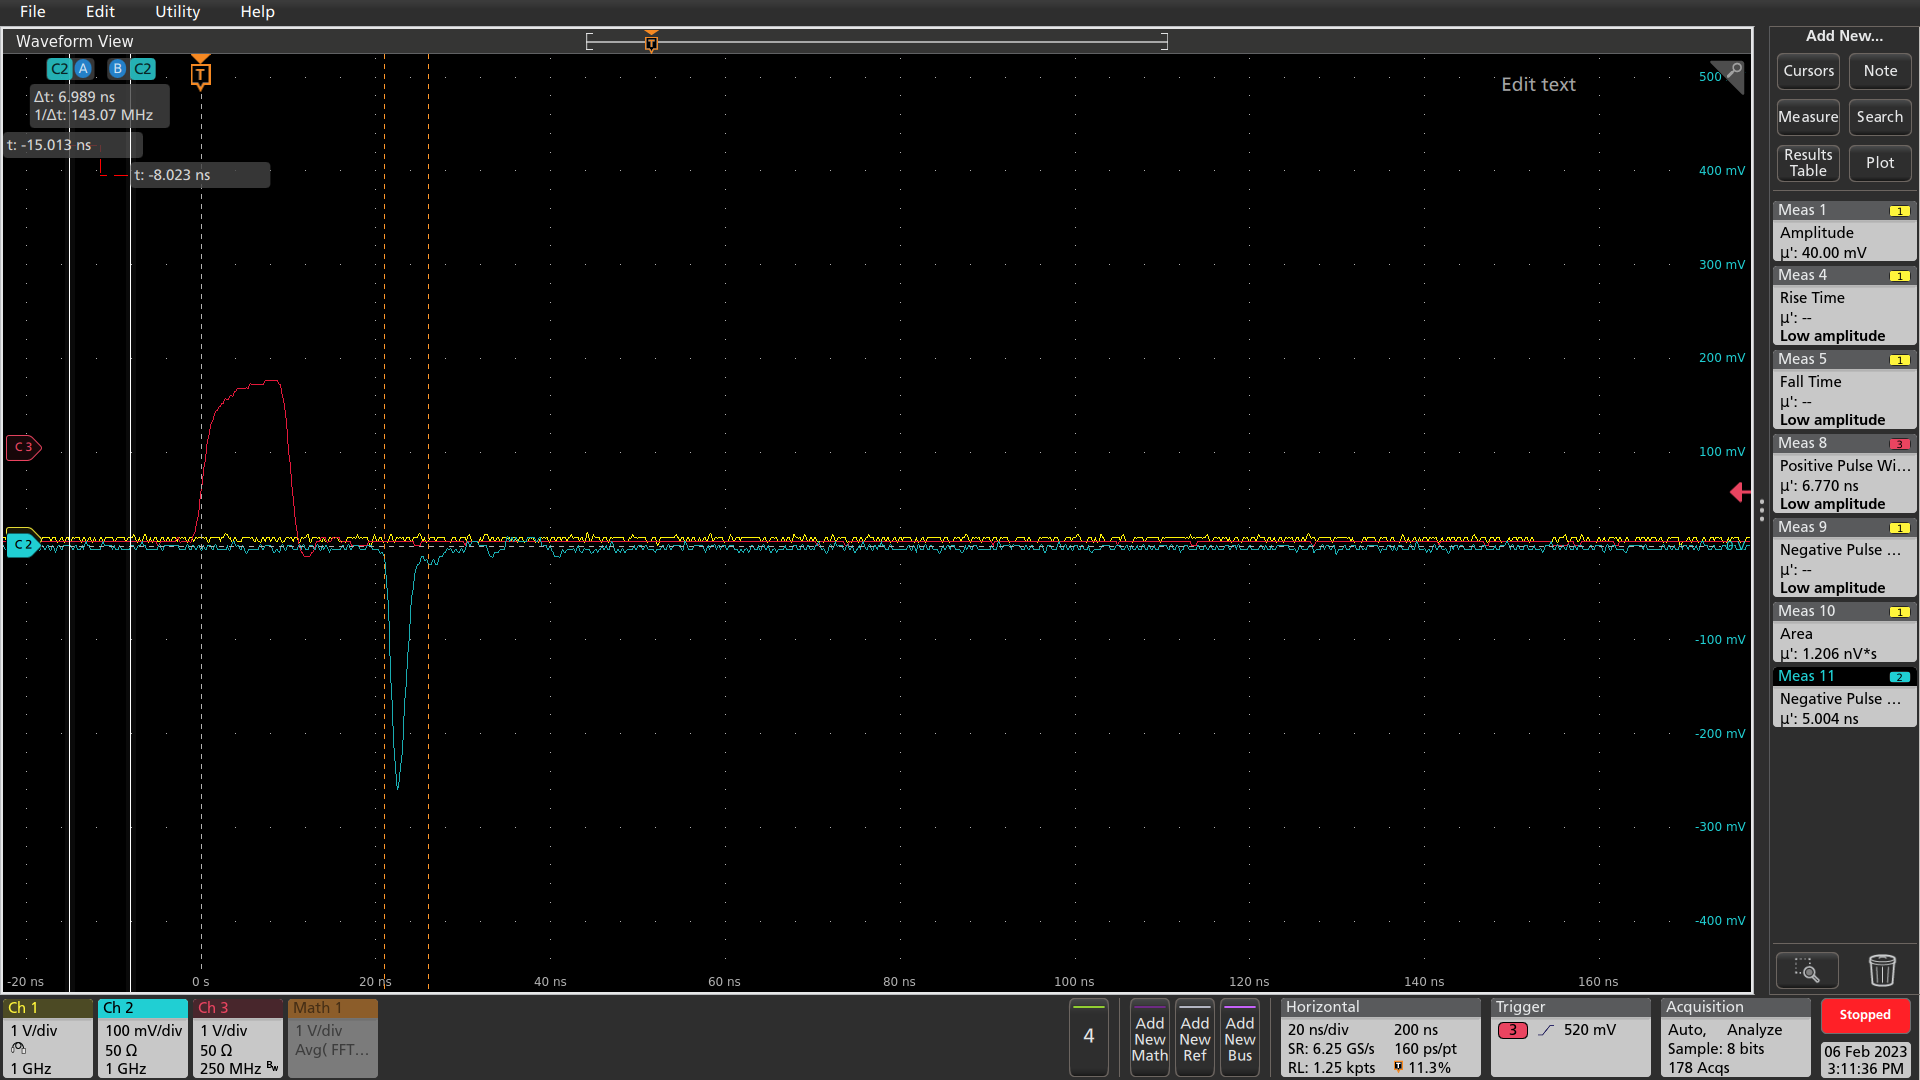 File Edit Utility Help
Waveform View
C2 A B C2
T
T
Δt: 6.989 ns
1/Δt: 143.07 MHz
t: -15.013 ns
t: -8.023 ns
Edit text
500
400 mV
300 mV
200 mV
100 mV
0 V
-100 mV
-200 mV
-300 mV
-400 mV
C 3
C 2
-20 ns 0 s 20 ns 40 ns 60 ns 80 ns 100 ns 120 ns 140 ns 160 ns
Add New...
Cursors Note
Measure Search
Results Table Plot
Meas 1 1
Amplitude
µ': 40.00 mV
Meas 4 1
Rise Time
µ': --
Low amplitude
Meas 5 1
Fall Time
µ': --
Low amplitude
Meas 8 3
Positive Pulse Wi...
µ': 6.770 ns
Low amplitude
Meas 9 1
Negative Pulse ...
µ': --
Low amplitude
Meas 10 1
Area
µ': 1.206 nV*s
Meas 11 2
Negative Pulse ...
µ': 5.004 ns
Ch 1
1 V/div
1 GHz
Ch 2
100 mV/div
50 Ω
1 GHz
Ch 3
1 V/div
50 Ω
250 MHz BW
Math 1
1 V/div
Avg( FFT...
4
Add New Math
Add New Ref
Add New Bus
Horizontal
20 ns/div 200 ns
SR: 6.25 GS/s 160 ps/pt
RL: 1.25 kpts T 11.3%
Trigger
3 520 mV
Acquisition
Auto, Analyze
Sample: 8 bits
178 Acqs
Stopped
06 Feb 2023
3:11:36 PM